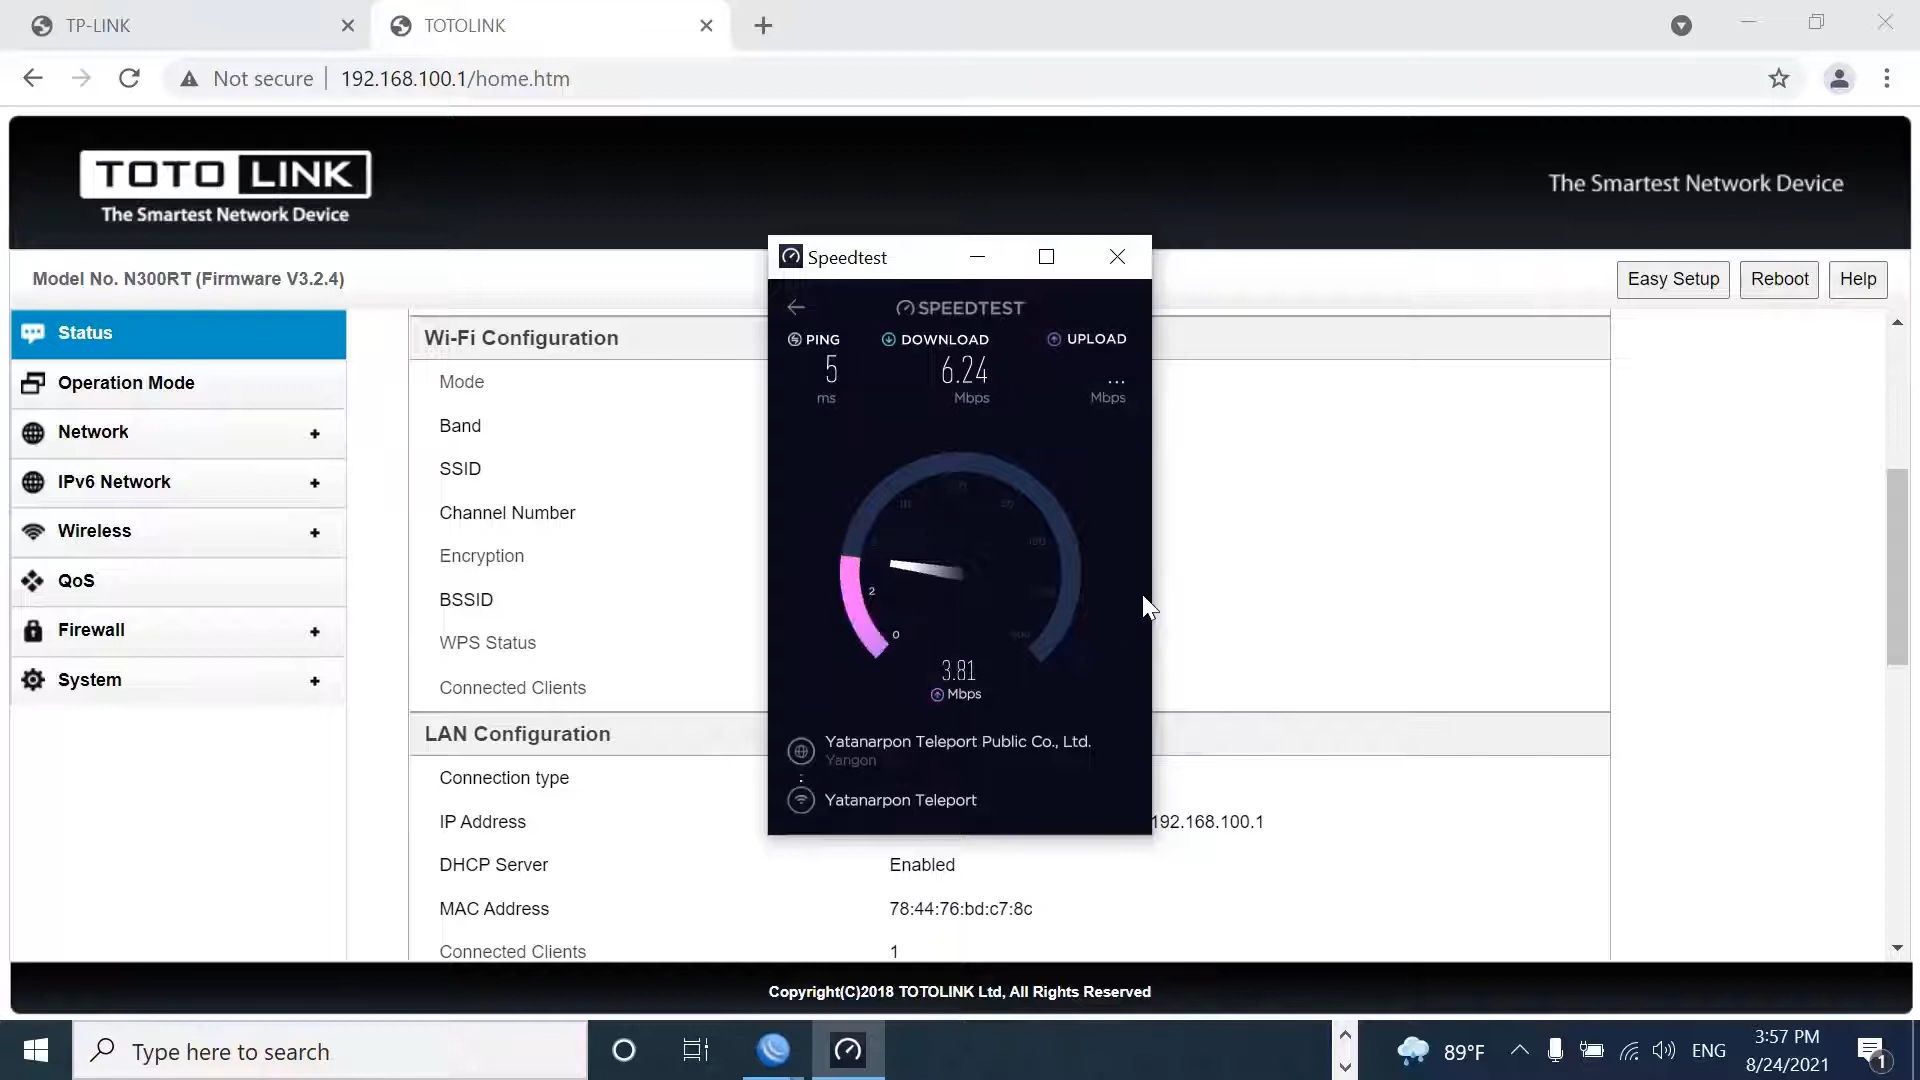 TP-LINK
TOTOLINK
Not secure
192.168.100.1/home.htm
TOTO LINK
The Smartest Network Device
The Smartest Network Device
Model No. N300RT (Firmware V3.2.4)
Easy Setup
Reboot
Help
Status
Operation Mode
Network +
IPv6 Network +
Wireless +
QoS
Firewall +
System +
Wi-Fi Configuration
Mode
Band
SSID
Channel Number
Encryption
BSSID
WPS Status
Connected Clients
LAN Configuration
Connection type
IP Address
192.168.100.1
DHCP Server
Enabled
MAC Address
78:44:76:bd:c7:8c
Connected Clients
1
Speedtest
SPEEDTEST
PING
5
ms
DOWNLOAD
6.24
Mbps
UPLOAD
...
Mbps
2
0
3.81
Mbps
Yatanarpon Teleport Public Co., Ltd.
Yangon
Yatanarpon Teleport
Copyright(C)2018 TOTOLINK Ltd, All Rights Reserved
Type here to search
89°F
ENG
3:57 PM
8/24/2021
1